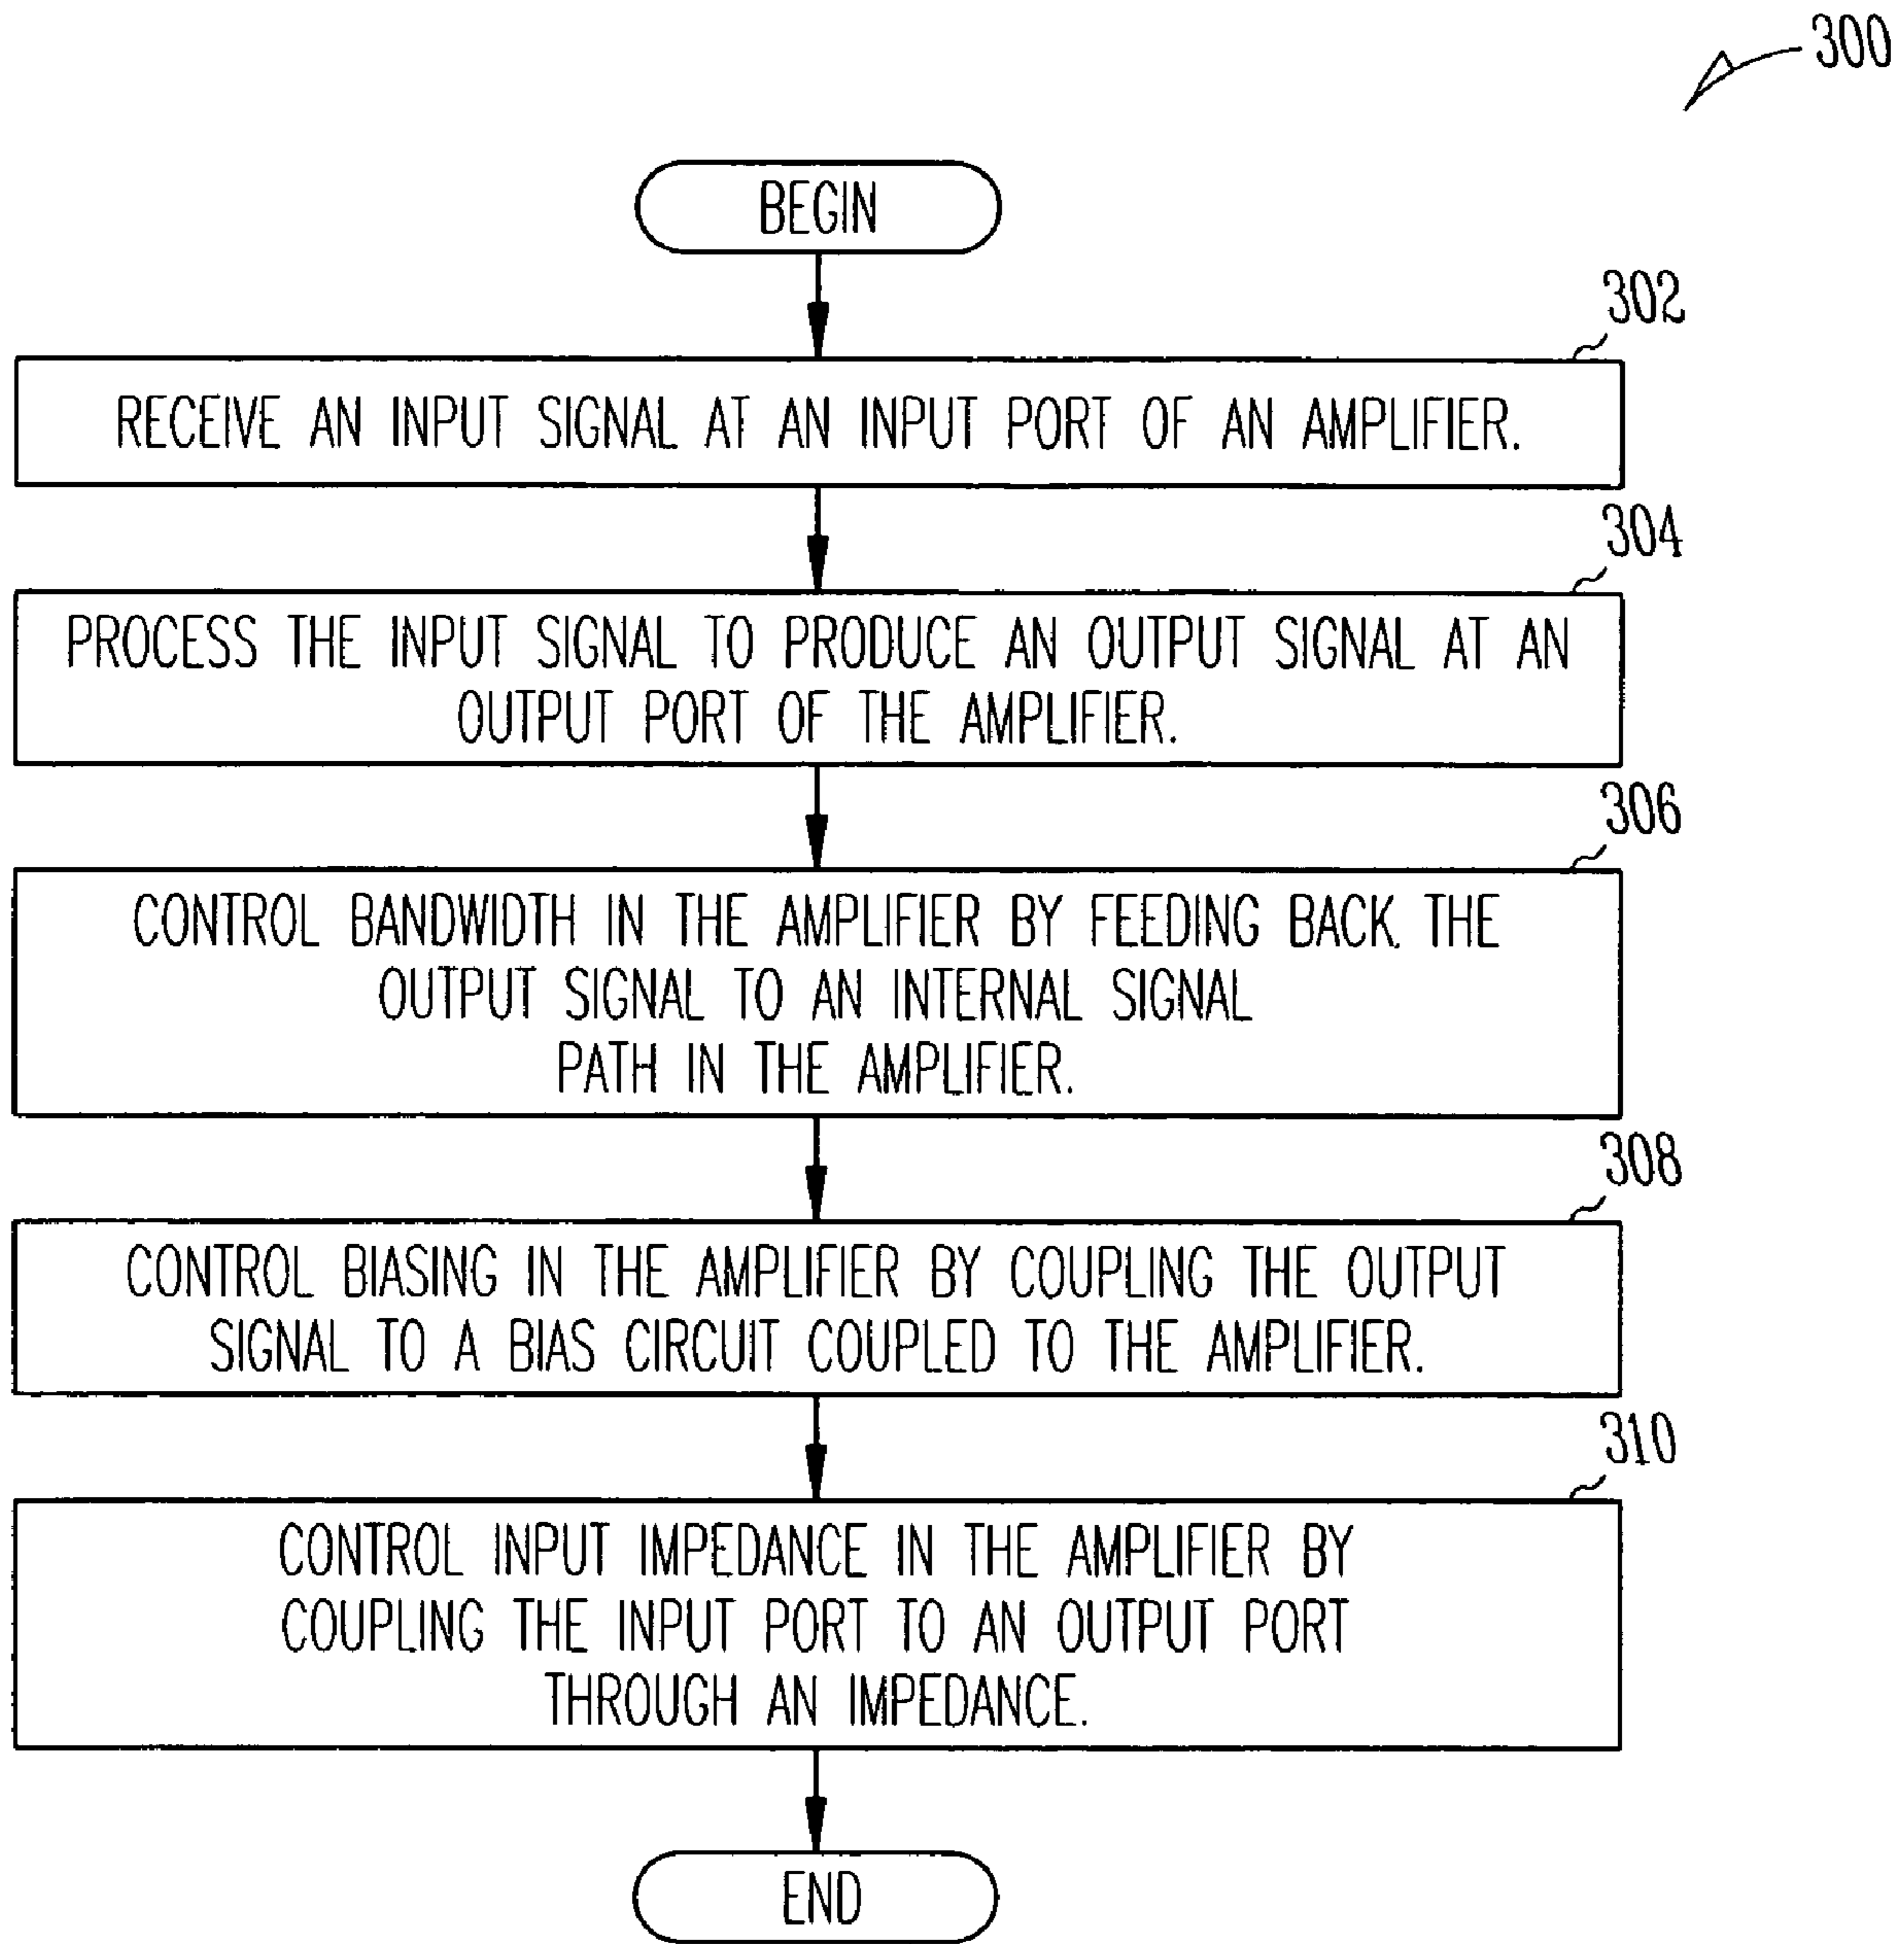 300
BEGIN
302
RECEIVE AN INPUT SIGNAL AT AN INPUT PORT OF AN AMPLIFIER.
304
PROCESS THE INPUT SIGNAL TO PRODUCE AN OUTPUT SIGNAL AT AN
OUTPUT PORT OF THE AMPLIFIER.
306
CONTROL BANDWIDTH IN THE AMPLIFIER BY FEEDING BACK. THE
OUTPUT SIGNAL TO AN INTERNAL SIGNAL
PATH IN THE AMPLIFIER.
308
CONTROL BIASING IN THE AMPLIFIER BY COUPLING THE OUTPUT
SIGNAL TO A BIAS CIRCUIT COUPLED TO THE AMPLIFIER.
310
CONTROL INPUT IMPEDANCE IN THE AMPLIFIER BY
COUPLING THE INPUT PORT TO AN OUTPUT PORT
THROUGH AN IMPEDANCE.
END